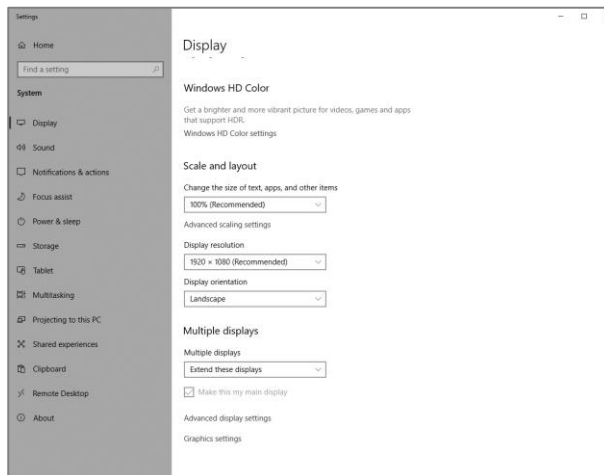 Settings
Home
Find a setting
System
Display
Sound
Notifications & actions
Focus assist
Power & sleep
Storage
Tablet
Multitasking
Projecting to this PC
Shared experiences
Clipboard
Remote Desktop
About
Display
Windows HD Color
Get a brighter and more vibrant picture for videos, games and apps
that support HDR.
Windows HD Color settings
Scale and layout
Change the size of text, apps, and other items
100% (Recommended)
Advanced scaling settings
Display resolution
1920 × 1080 (Recommended)
Display orientation
Landscape
Multiple displays
Multiple displays
Extend these displays
Make this my main display
Advanced display settings
Graphics settings